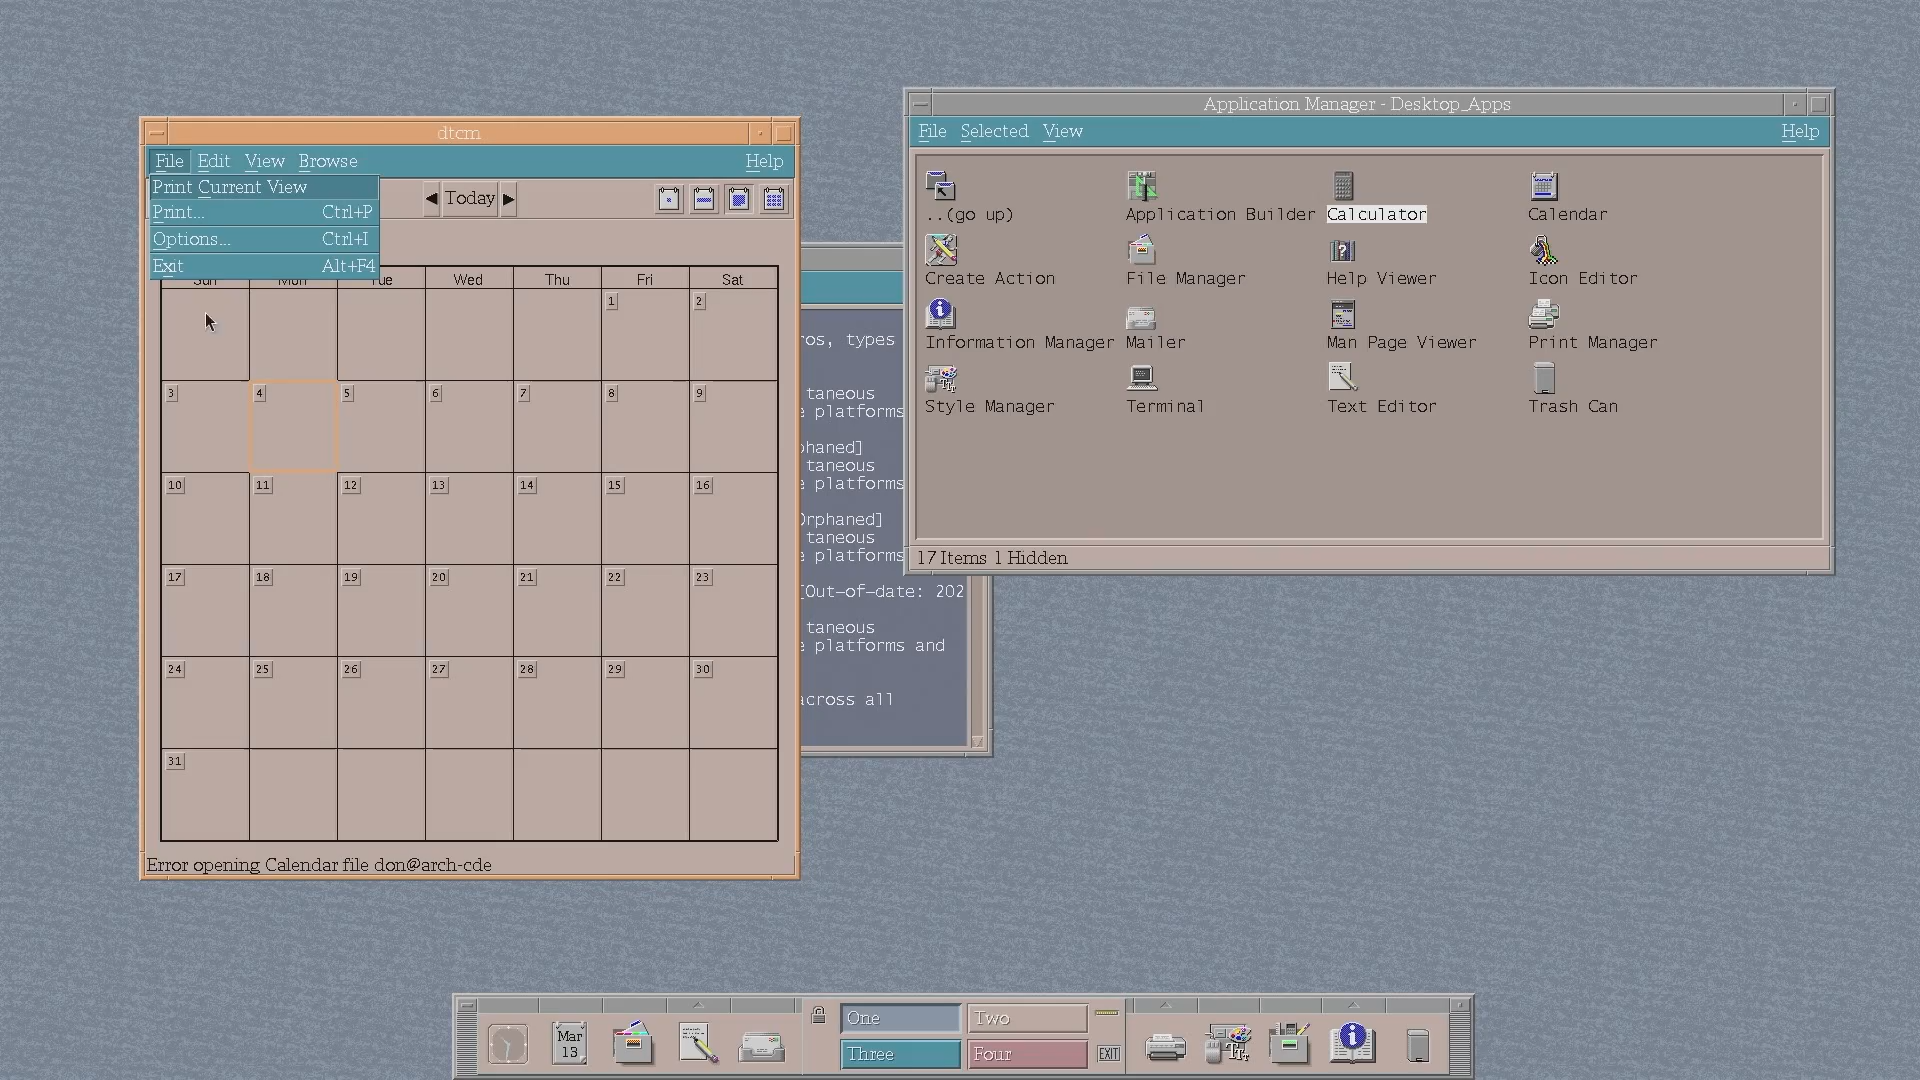 dtcm
File Edit View Browse Help
Print Current View
Print... Ctrl+P
Options... Ctrl+I
Exit Alt+F4
Today
Sun Mon Tue Wed Thu Fri Sat
1 2
3 4 5 6 7 8 9
10 11 12 13 14 15 16
17 18 19 20 21 22 23
24 25 26 27 28 29 30
31
Error opening Calendar file don@arch-cde
ros, types
taneous
e platforms
phaned]
taneous
e platforms
Orphaned]
taneous
e platforms
[Out-of-date: 202
taneous
e platforms and
across all
Application Manager - Desktop_Apps
File Selected View Help
..(go up) Application Builder Calculator Calendar
Create Action File Manager Help Viewer Icon Editor
Information Manager Mailer Man Page Viewer Print Manager
Style Manager Terminal Text Editor Trash Can
17 Items 1 Hidden
Mar
13
One Two
Three Four
EXIT